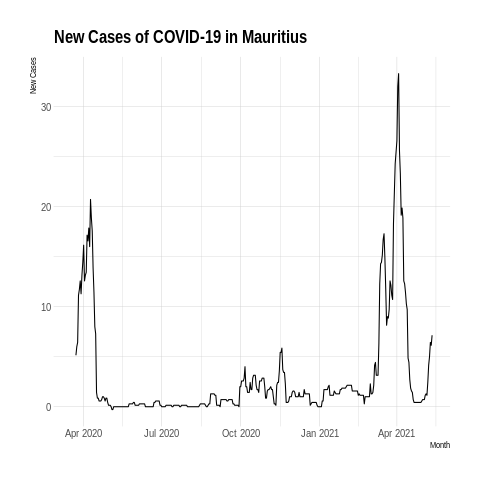 New Cases of COVID-19 in Mauritius
New Cases
30
20
10
0
Apr 2020 Jul 2020 Oct 2020 Jan 2021 Apr 2021
Month